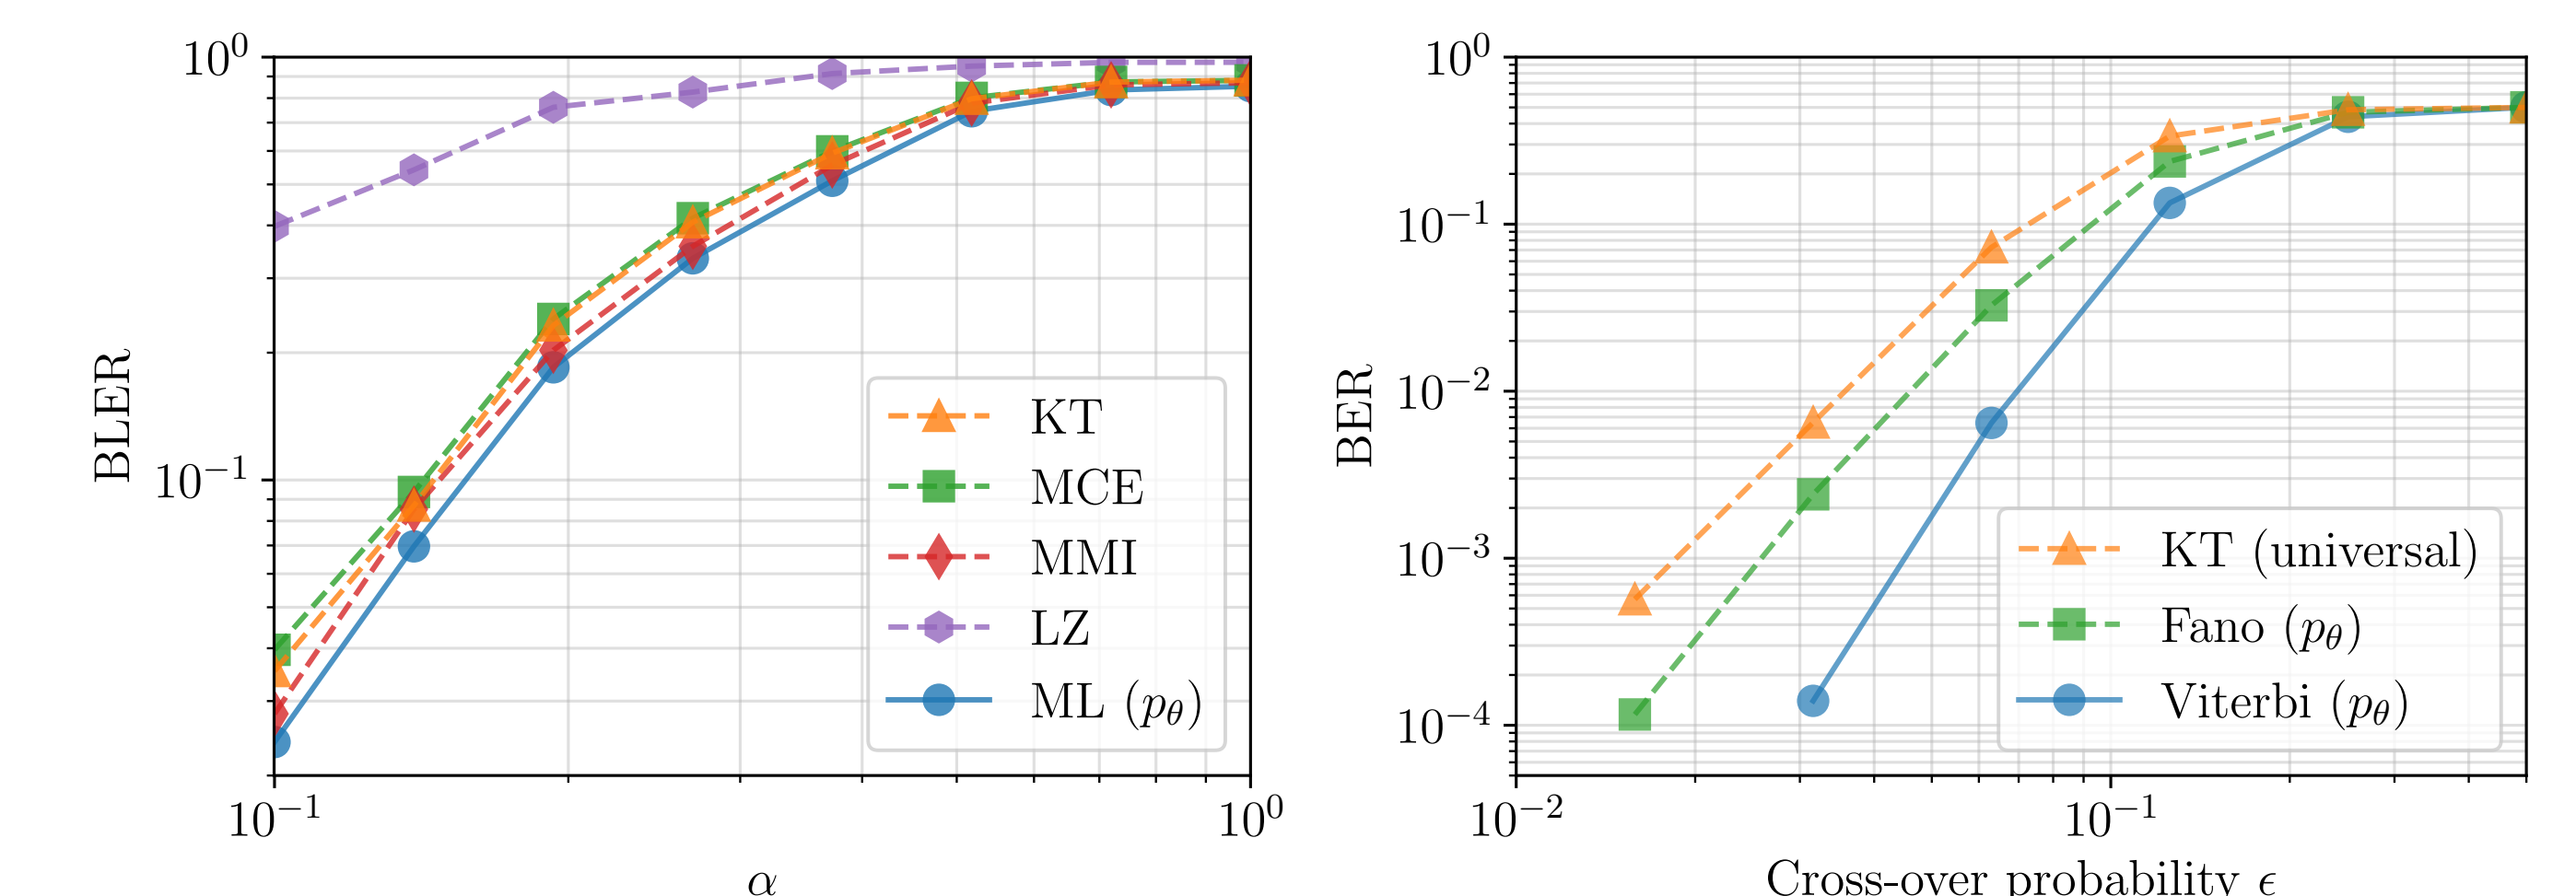 10^0
10^−1
BLER
10^−1
10^0
α
KT
MCE
MMI
LZ
ML (p_θ)
10^0
10^−1
10^−2
10^−3
10^−4
BER
10^−2
10^−1
Cross-over probability ϵ
KT (universal)
Fano (p_θ)
Viterbi (p_θ)